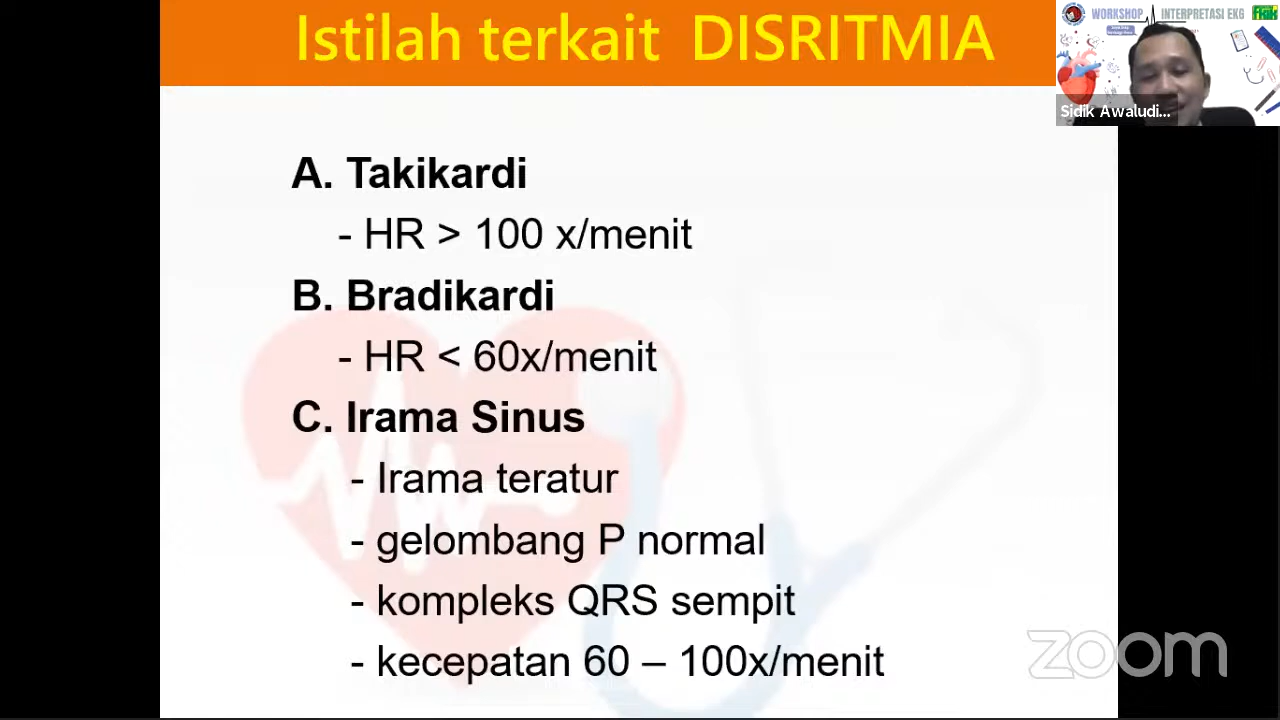 Istilah terkait DISRITMIA
WORKSHOP INTERPRETASI EKG
Sidik Awaludi...
A. Takikardi
- HR > 100 x/menit
B. Bradikardi
- HR < 60x/menit
C. Irama Sinus
- Irama teratur
- gelombang P normal
- kompleks QRS sempit
- kecepatan 60 – 100x/menit
zoom